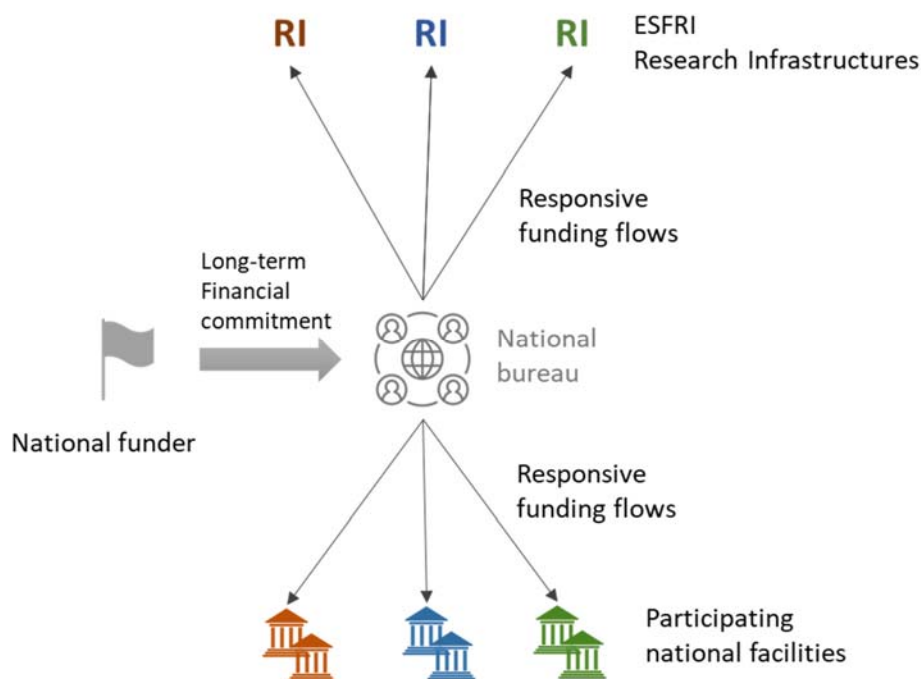 RI RI RI
ESFRI
Research Infrastructures
Responsive
funding flows
Long-term
Financial
commitment
National
bureau
National funder
Responsive
funding flows
Participating
national facilities